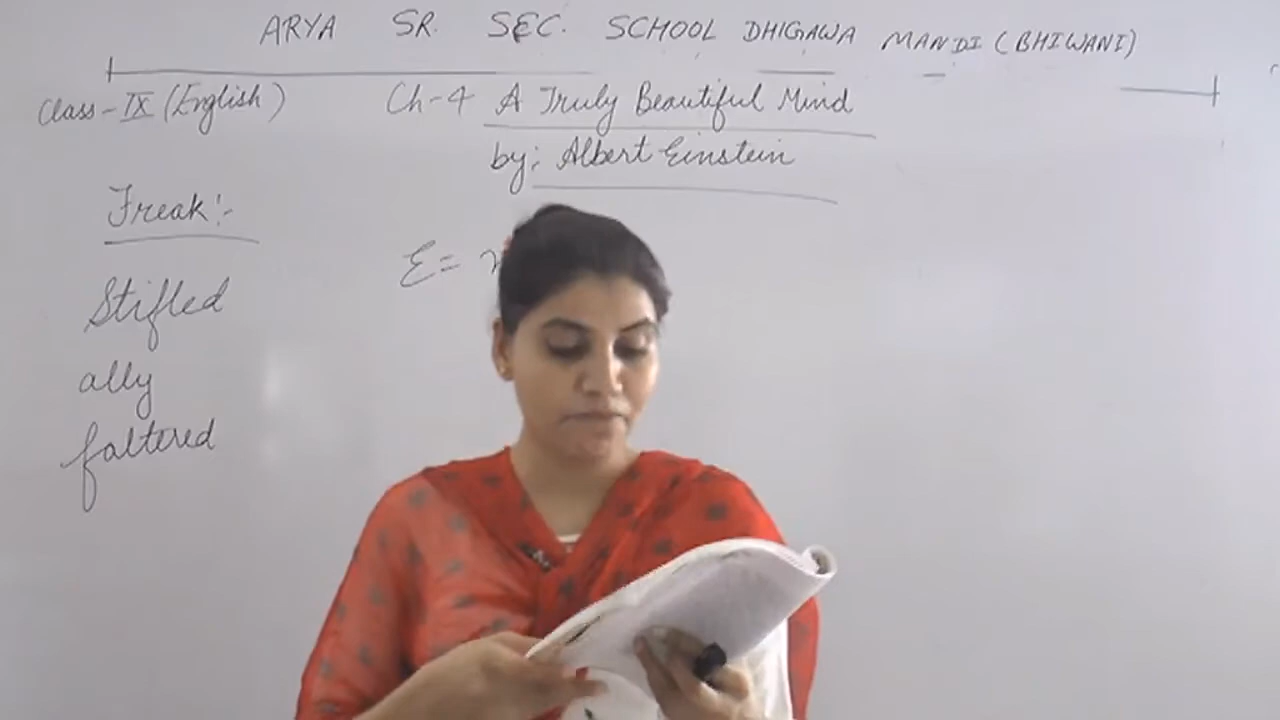 ARYA SR. SEC. SCHOOL DHIGAWA MANDI (BHIWANI)
Class-IX (English) Ch-4 A Truly Beautiful Mind
by: Albert Einstein
Freak:-
E=
Stifled
ally
faltered